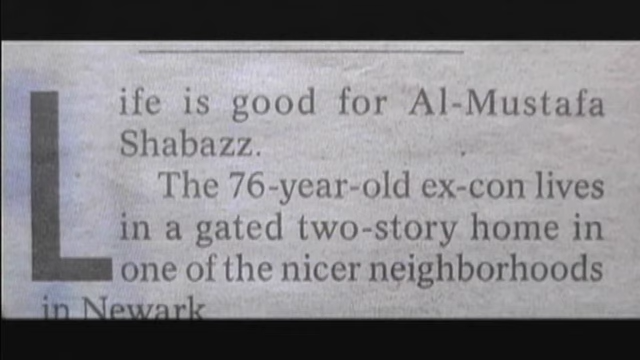 Life is good for Al-Mustafa
Shabazz.
The 76-year-old ex-con lives
in a gated two-story home in
one of the nicer neighborhoods
in Newark